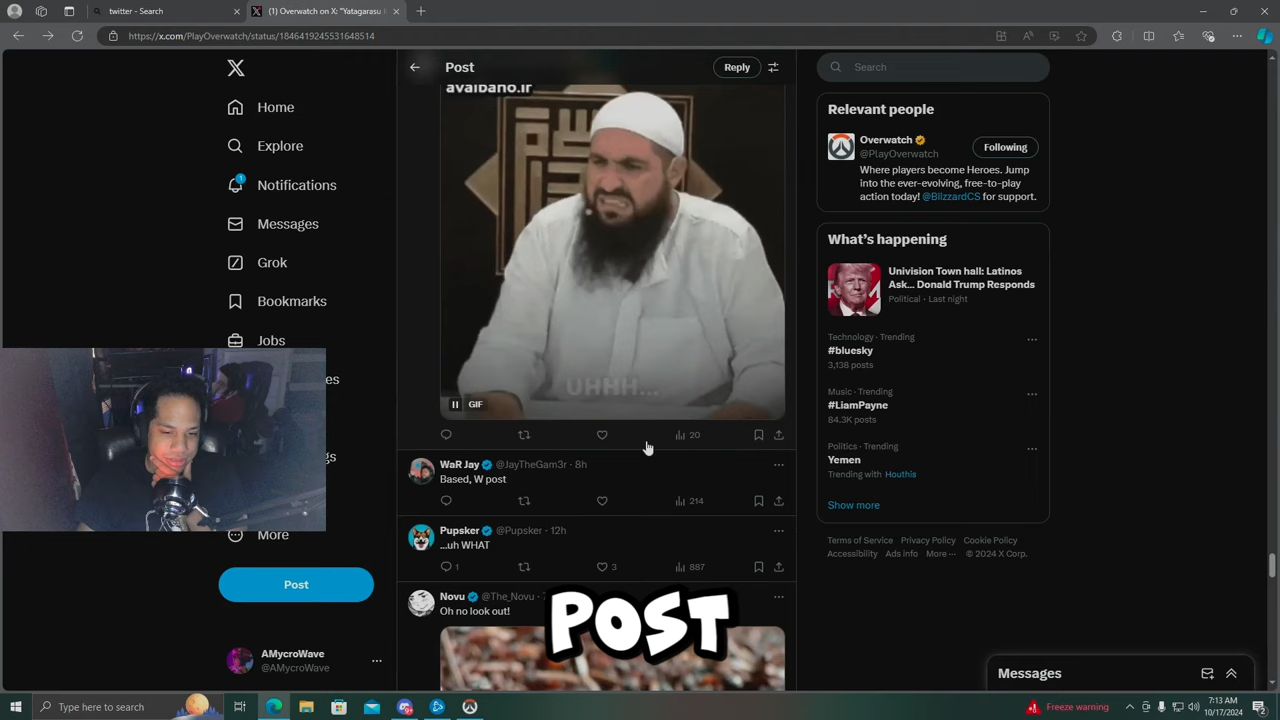 twitter - Search
(1) Overwatch on X: "Yatagarasu
https://x.com/PlayOverwatch/status/1846419245531648514
Home
Explore
1
Notifications
Messages
Grok
Bookmarks
Jobs
es
gs
More
Post
AMycroWave
@AMycroWave
Post
Reply
avalbano.ir
UHHH...
GIF
20
WaR Jay @JayTheGam3r · 8h
Based, W post
214
Pupsker @Pupsker · 12h
...uh WHAT
1
3
887
Novu @The_Novu
Oh no look out!
POST
Search
Relevant people
Overwatch
@PlayOverwatch
Following
Where players become Heroes. Jump
into the ever-evolving, free-to-play
action today! @BlizzardCS for support.
What's happening
Univision Town hall: Latinos
Ask... Donald Trump Responds
Political · Last night
Technology · Trending
#bluesky
3,138 posts
Music · Trending
#LiamPayne
84.3K posts
Politics · Trending
Yemen
Trending with Houthis
Show more
Terms of Service Privacy Policy Cookie Policy
Accessibility Ads info More ··· © 2024 X Corp.
Messages
Type here to search
Freeze warning
7:13 AM
10/17/2024
2